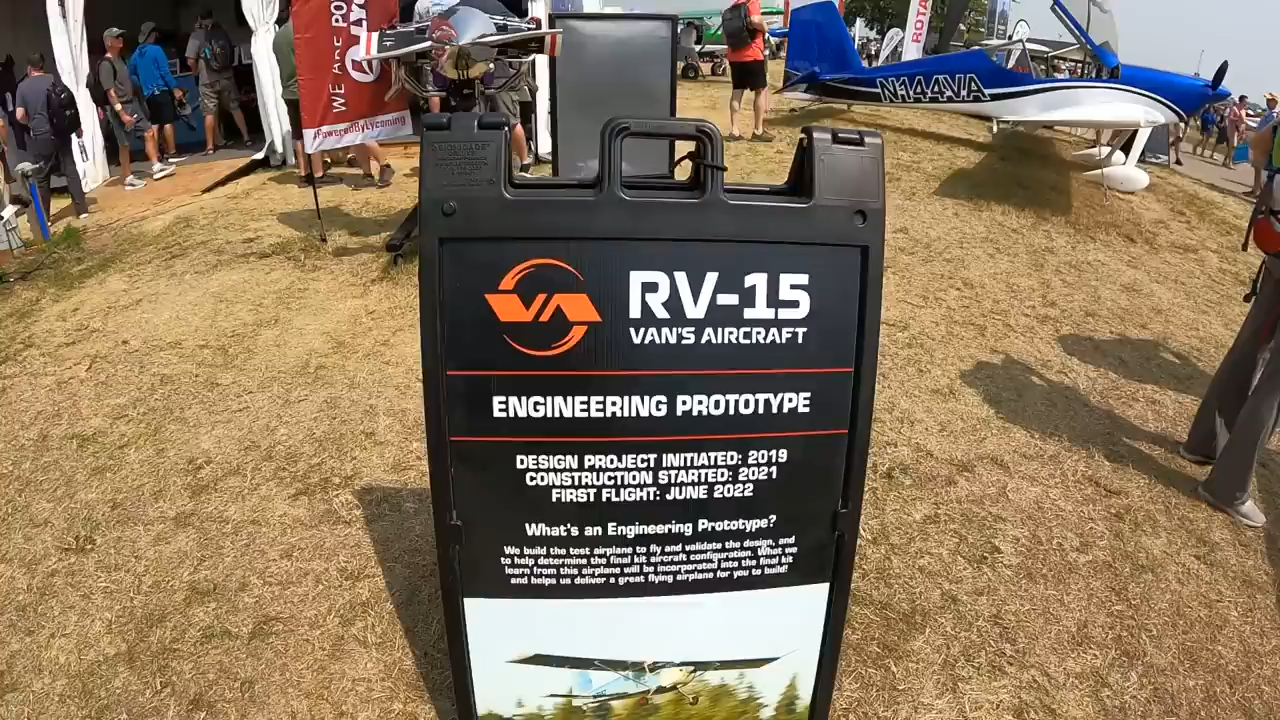 WE ARE PO
LYC
#PoweredByLycoming
ROTA
N144VA
SIGNICADE
VA
RV-15
VAN'S AIRCRAFT
ENGINEERING PROTOTYPE
DESIGN PROJECT INITIATED: 2019
CONSTRUCTION STARTED: 2021
FIRST FLIGHT: JUNE 2022
What's an Engineering Prototype?
We build the test airplane to fly and validate the design, and
to help determine the final kit aircraft configuration. What we
learn from this airplane will be incorporated into the final kit
and helps us deliver a great flying airplane for you to build!